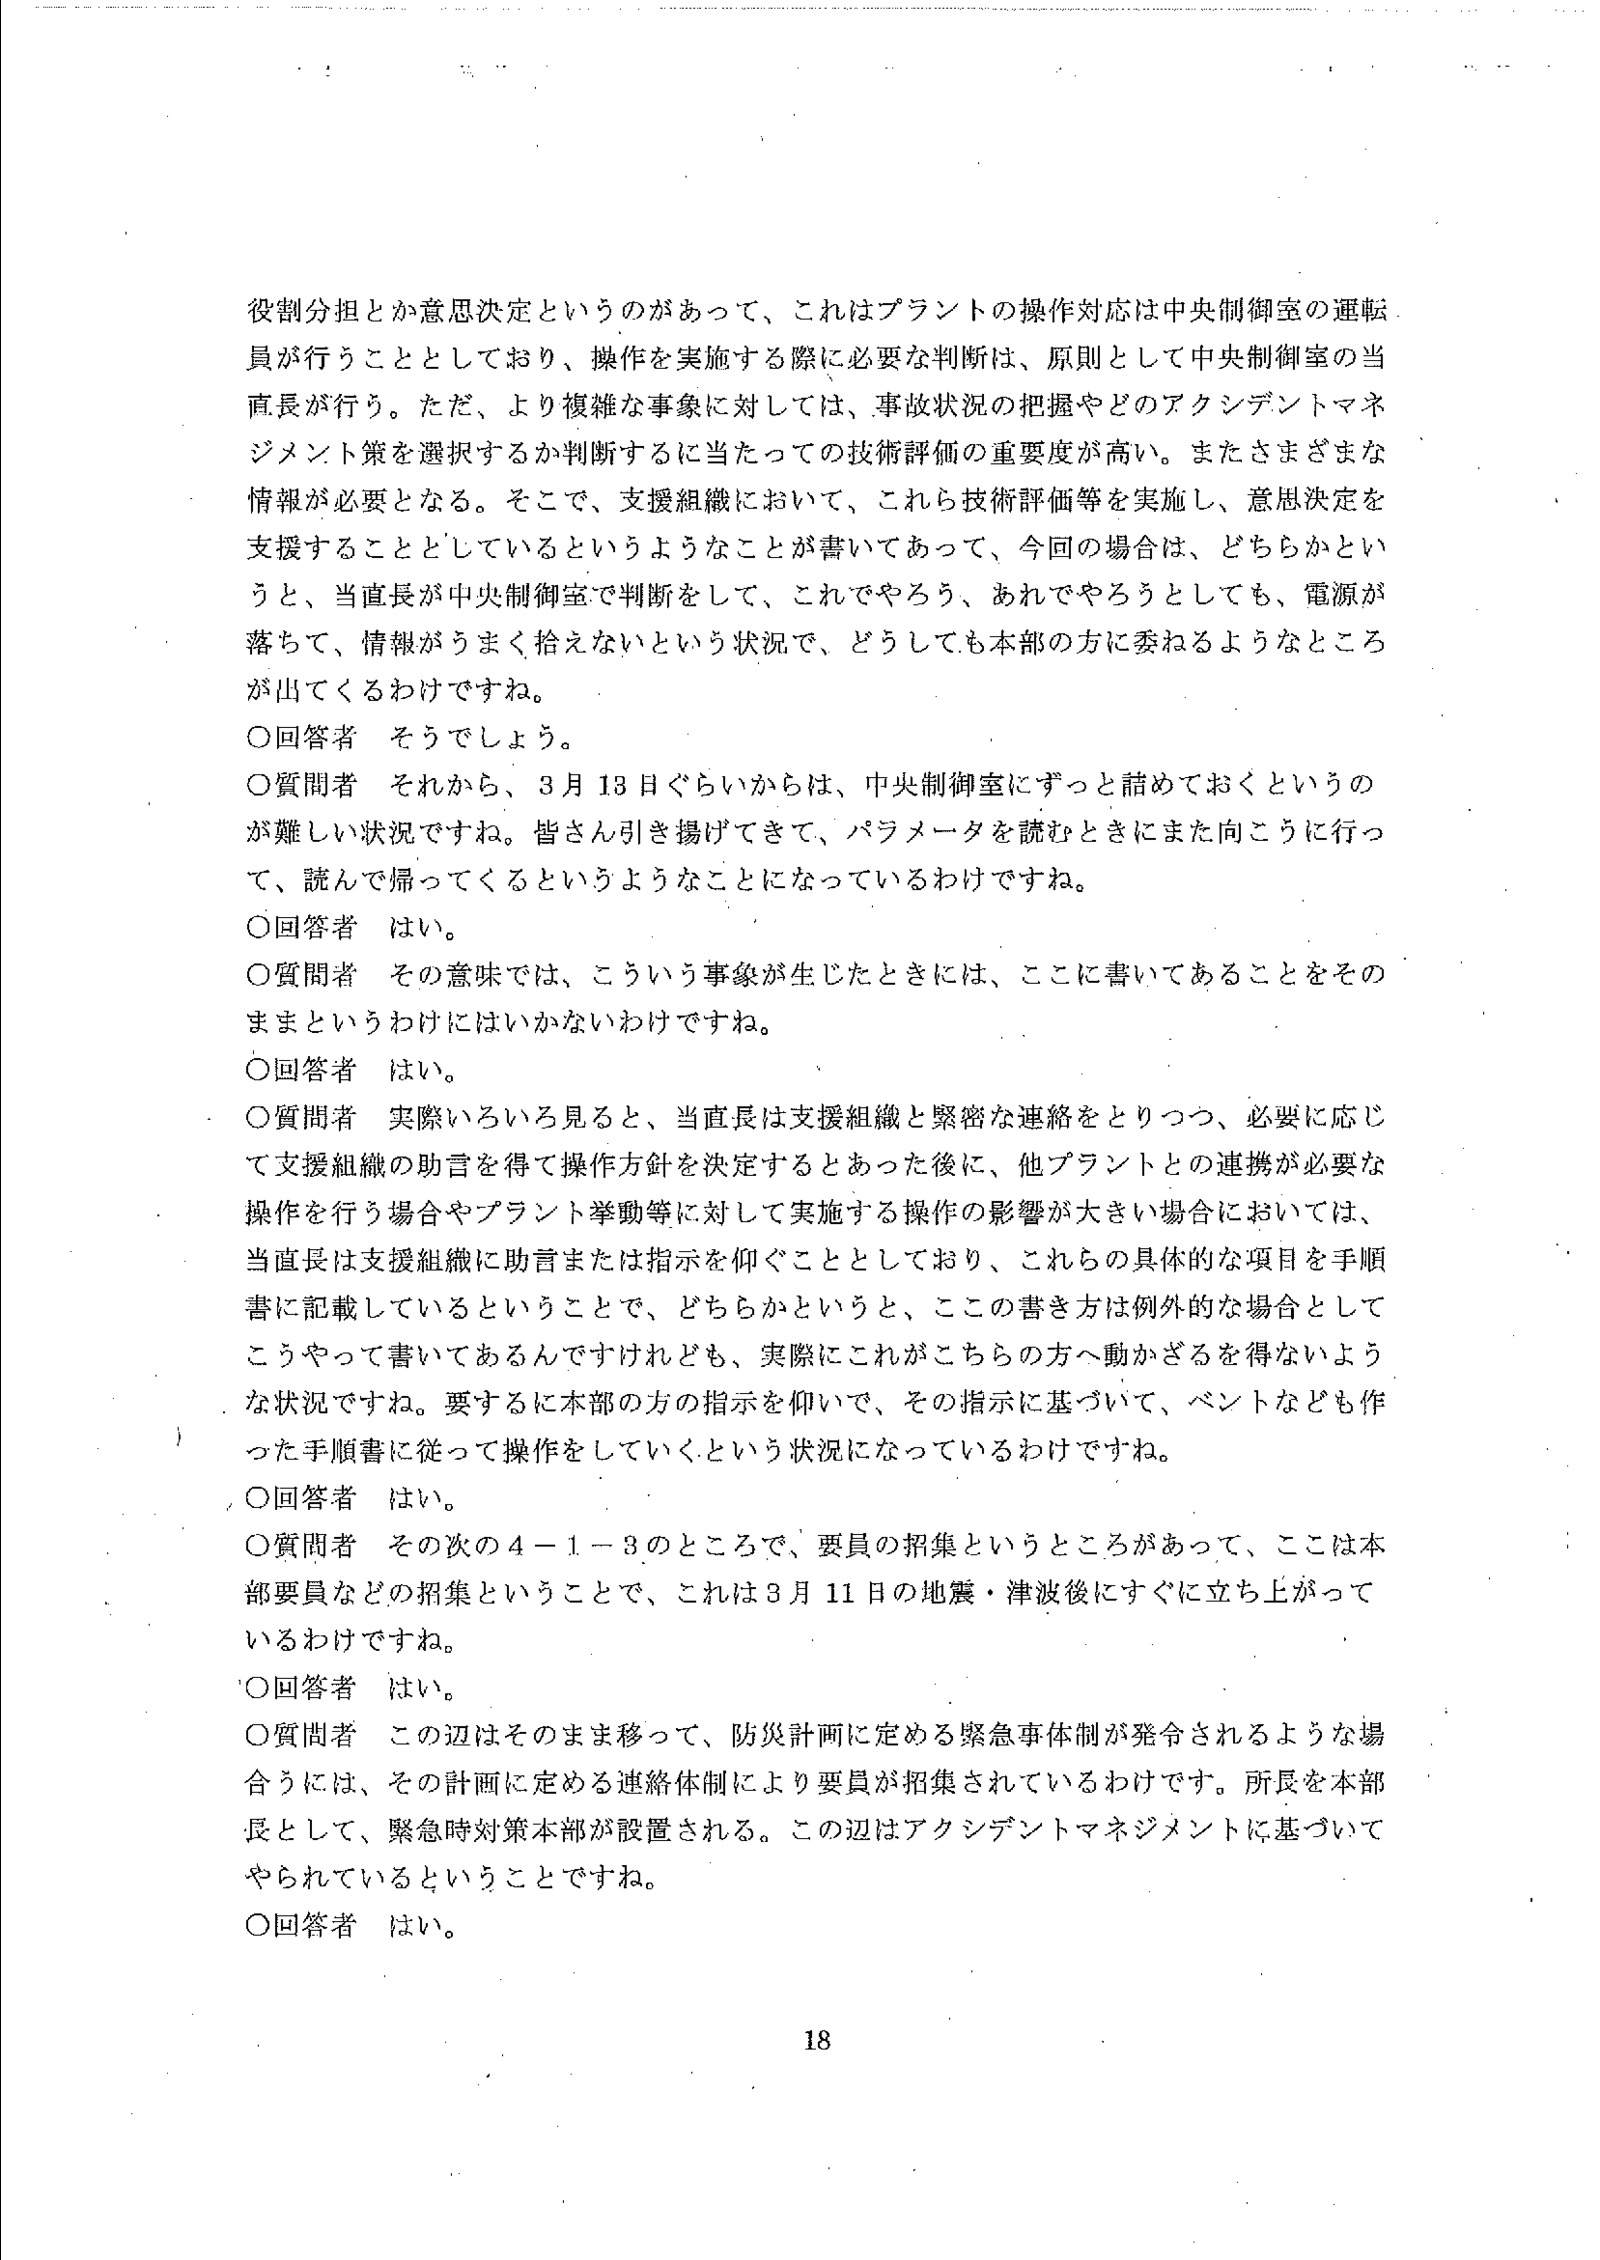 役割分担とか意思決定というのがあって、これはプラントの操作対応は中央制御室の運転
員が行うこととしており、操作を実施する際に必要な判断は、原則として中央制御室の当
直長が行う。ただ、より複雑な事象に対しては、事故状況の把握やどのアクシデントマネ
ジメント策を選択するか判断するに当たっての技術評価の重要度が高い。またさまざまな
情報が必要となる。そこで、支援組織において、これら技術評価等を実施し、意思決定を
支援することとしているというようなことが書いてあって、今回の場合は、どちらかとい
うと、当直長が中央制御室で判断をして、これでやろう、あれでやろうとしても、電源が
落ちて、情報がうまく拾えないという状況で、どうしても本部の方に委ねるようなところ
が出てくるわけですね。
○回答者　そうでしょう。
○質問者　それから、3月 13 日ぐらいからは、中央制御室にずっと詰めておくというの
が難しい状況ですね。皆さん引き揚げてきて、パラメータを読むときにまた向こうに行っ
て、読んで帰ってくるというようなことになっているわけですね。
○回答者　はい。
○質問者　その意味では、こういう事象が生じたときには、ここに書いてあることをその
ままというわけにはいかないわけですね。
○回答者　はい。
○質問者　実際いろいろ見ると、当直長は支援組織と緊密な連絡をとりつつ、必要に応じ
て支援組織の助言を得て操作方針を決定するとあった後に、他プラントとの連携が必要な
操作を行う場合やプラント挙動等に対して実施する操作の影響が大きい場合においては、
当直長は支援組織に助言または指示を仰ぐこととしており、これらの具体的な項目を手順
書に記載しているということで、どちらかというと、ここの書き方は例外的な場合として
こうやって書いてあるんですけれども、実際にこれがこちらの方へ動かざるを得ないよう
な状況ですね。要するに本部の方の指示を仰いで、その指示に基づいて、ベントなども作
った手順書に従って操作をしていくという状況になっているわけですね。
○回答者　はい。
○質問者　その次の4－1－3のところで、要員の招集というところがあって、ここは本
部要員などの招集ということで、これは3月 11 日の地震・津波後にすぐに立ち上がって
いるわけですね。
○回答者　はい。
○質問者　この辺はそのまま移って、防災計画に定める緊急事体制が発令されるような場
合うには、その計画に定める連絡体制により要員が招集されているわけです。所長を本部
長として、緊急時対策本部が設置される。この辺はアクシデントマネジメントに基づいて
やられているということですね。
○回答者　はい。
18